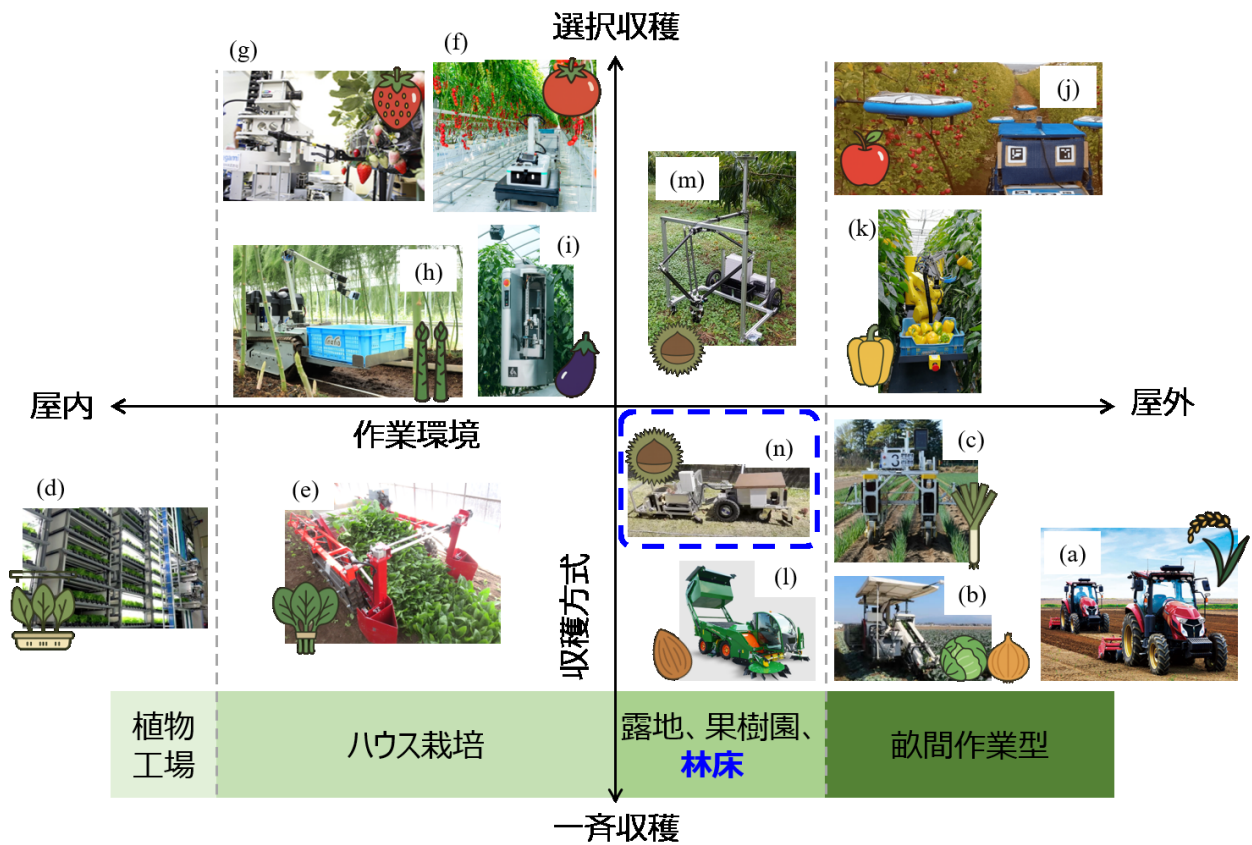 選択収穫
(g)
(f)
(j)
(m)
(k)
(i)
(h)
屋内
屋外
作業環境
(n)
(c)
(d)
(e)
3
(a)
収穫方式
(l)
(b)
植物
工場
ハウス栽培
露地、果樹園、
林床
畝間作業型
一斉収穫